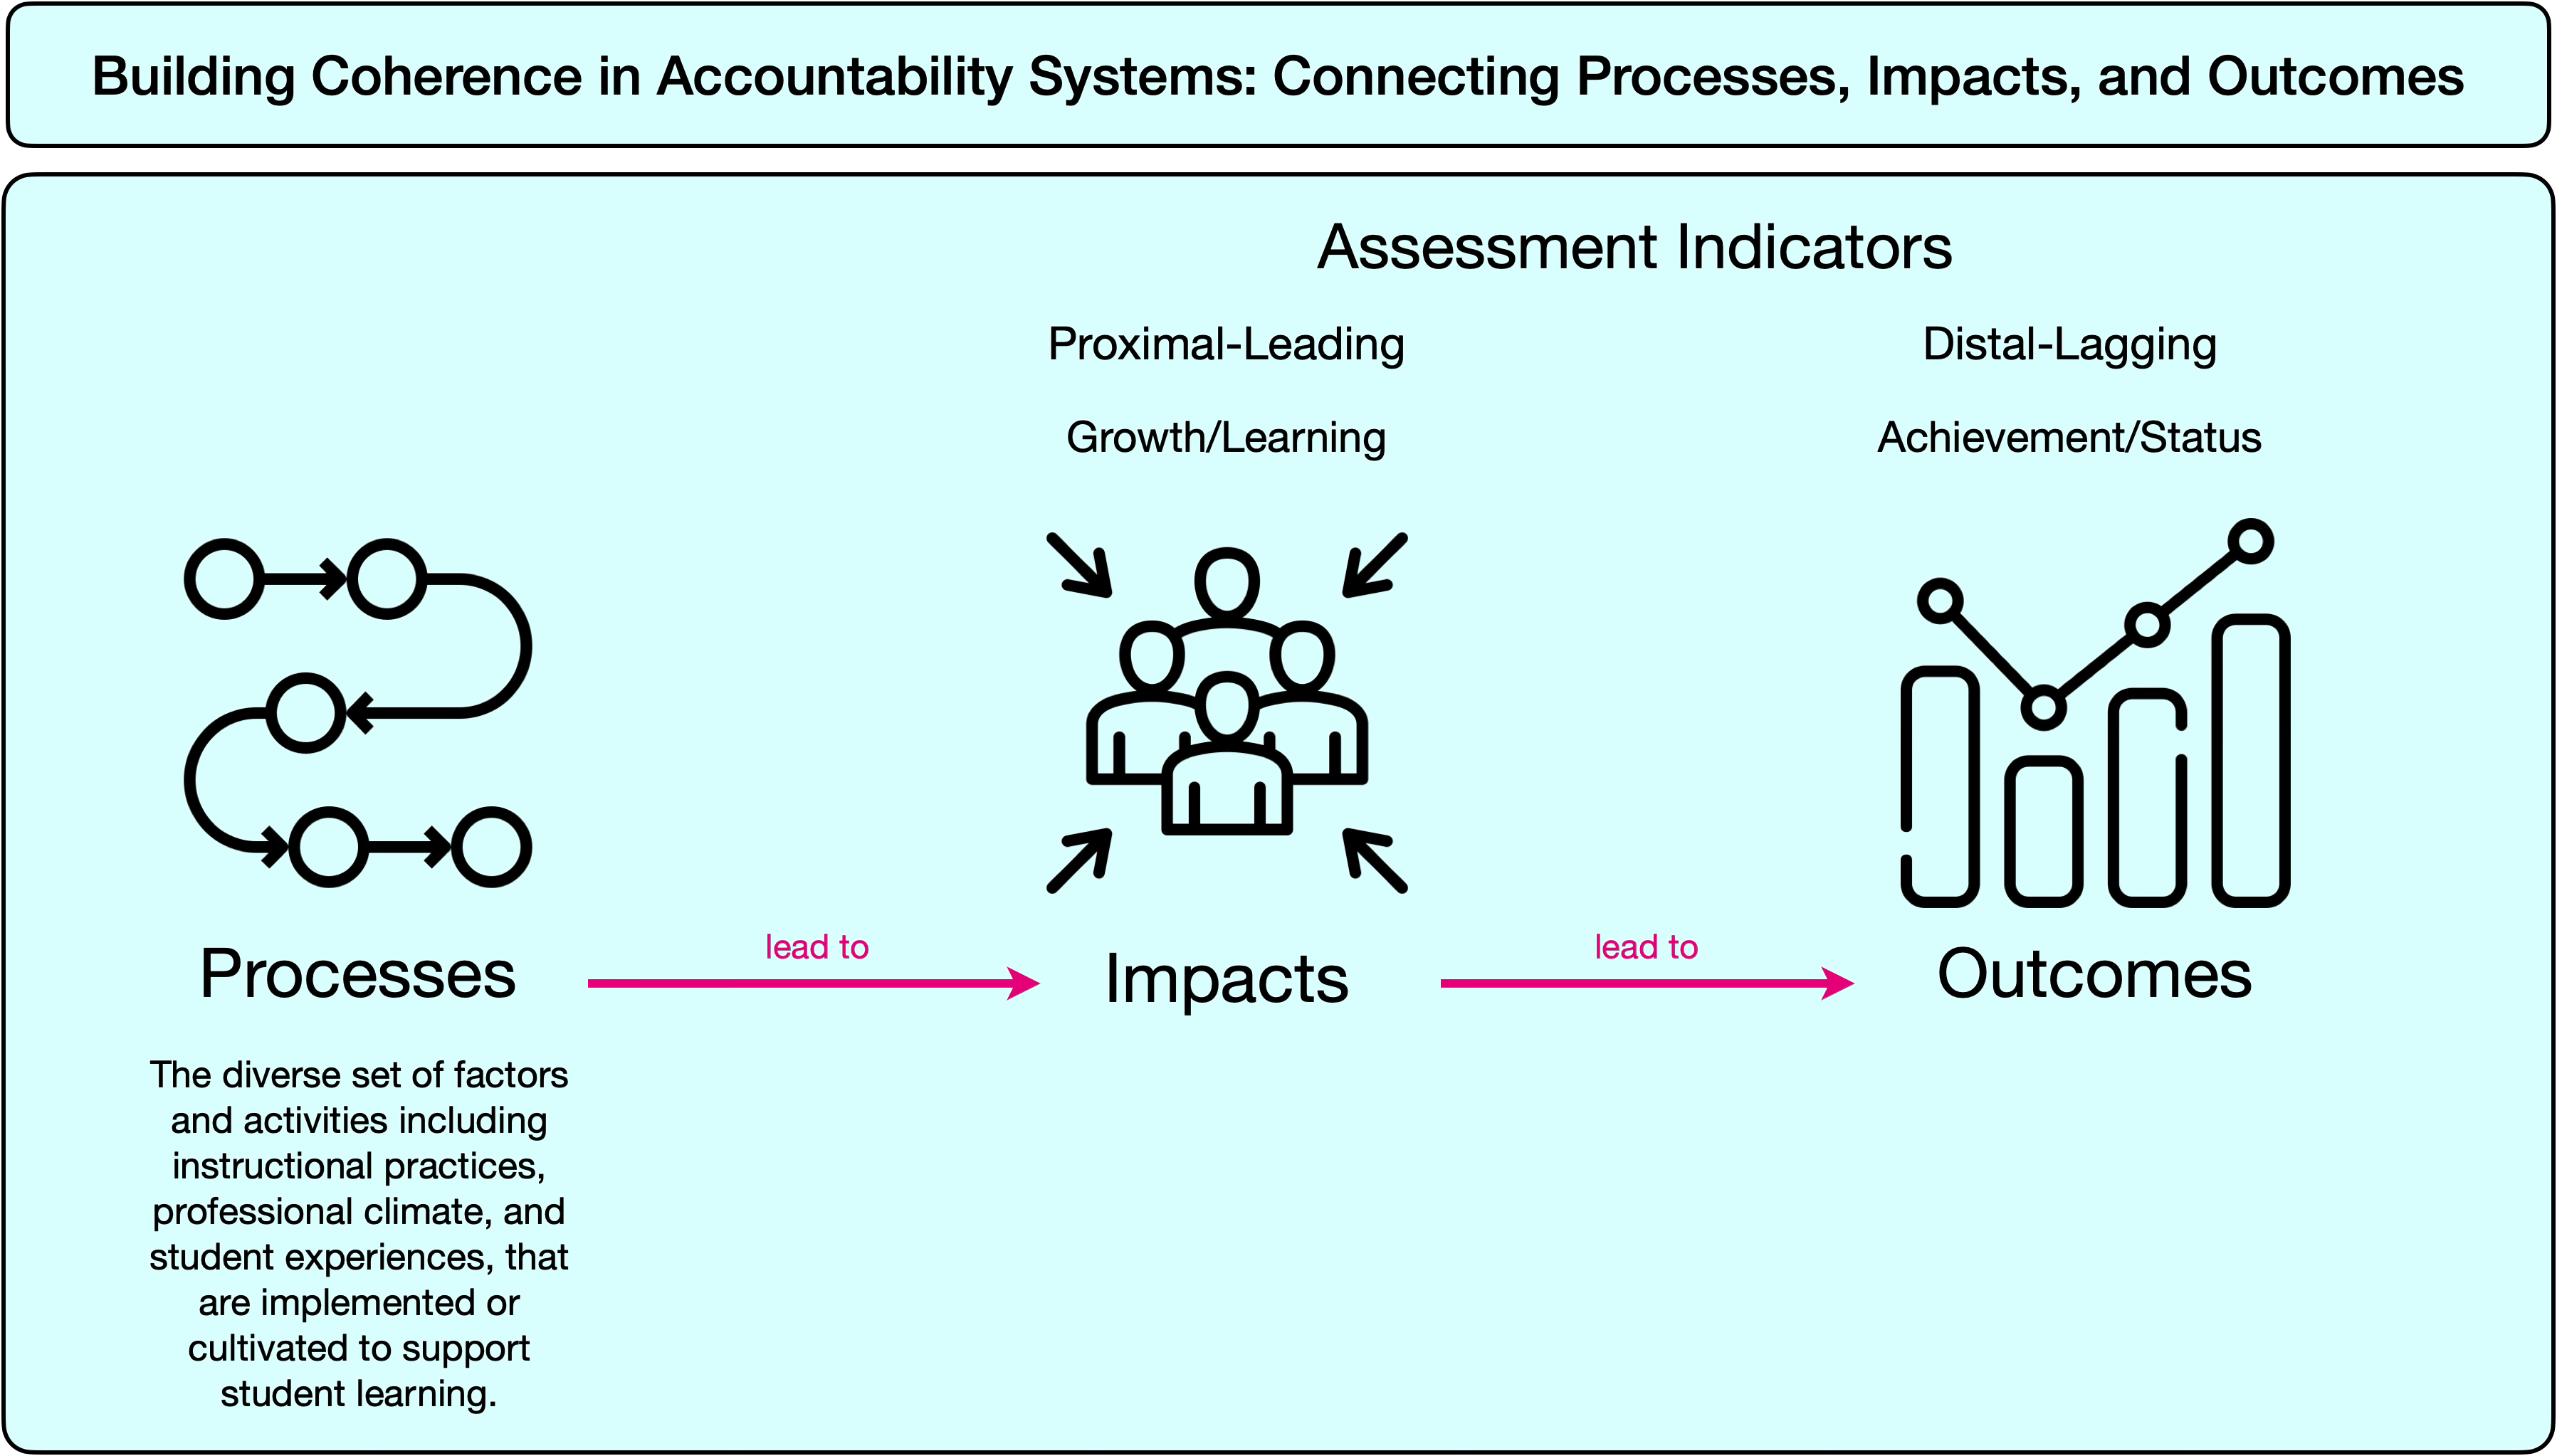 Building Coherence in Accountability Systems: Connecting Processes, Impacts, and Outcomes
Assessment Indicators
Proximal-Leading
Distal-Lagging
Growth/Learning
Achievement/Status
Processes
lead to
Impacts
lead to
Outcomes
The diverse set of factors
and activities including
instructional practices,
professional climate, and
student experiences, that
are implemented or
cultivated to support
student learning.